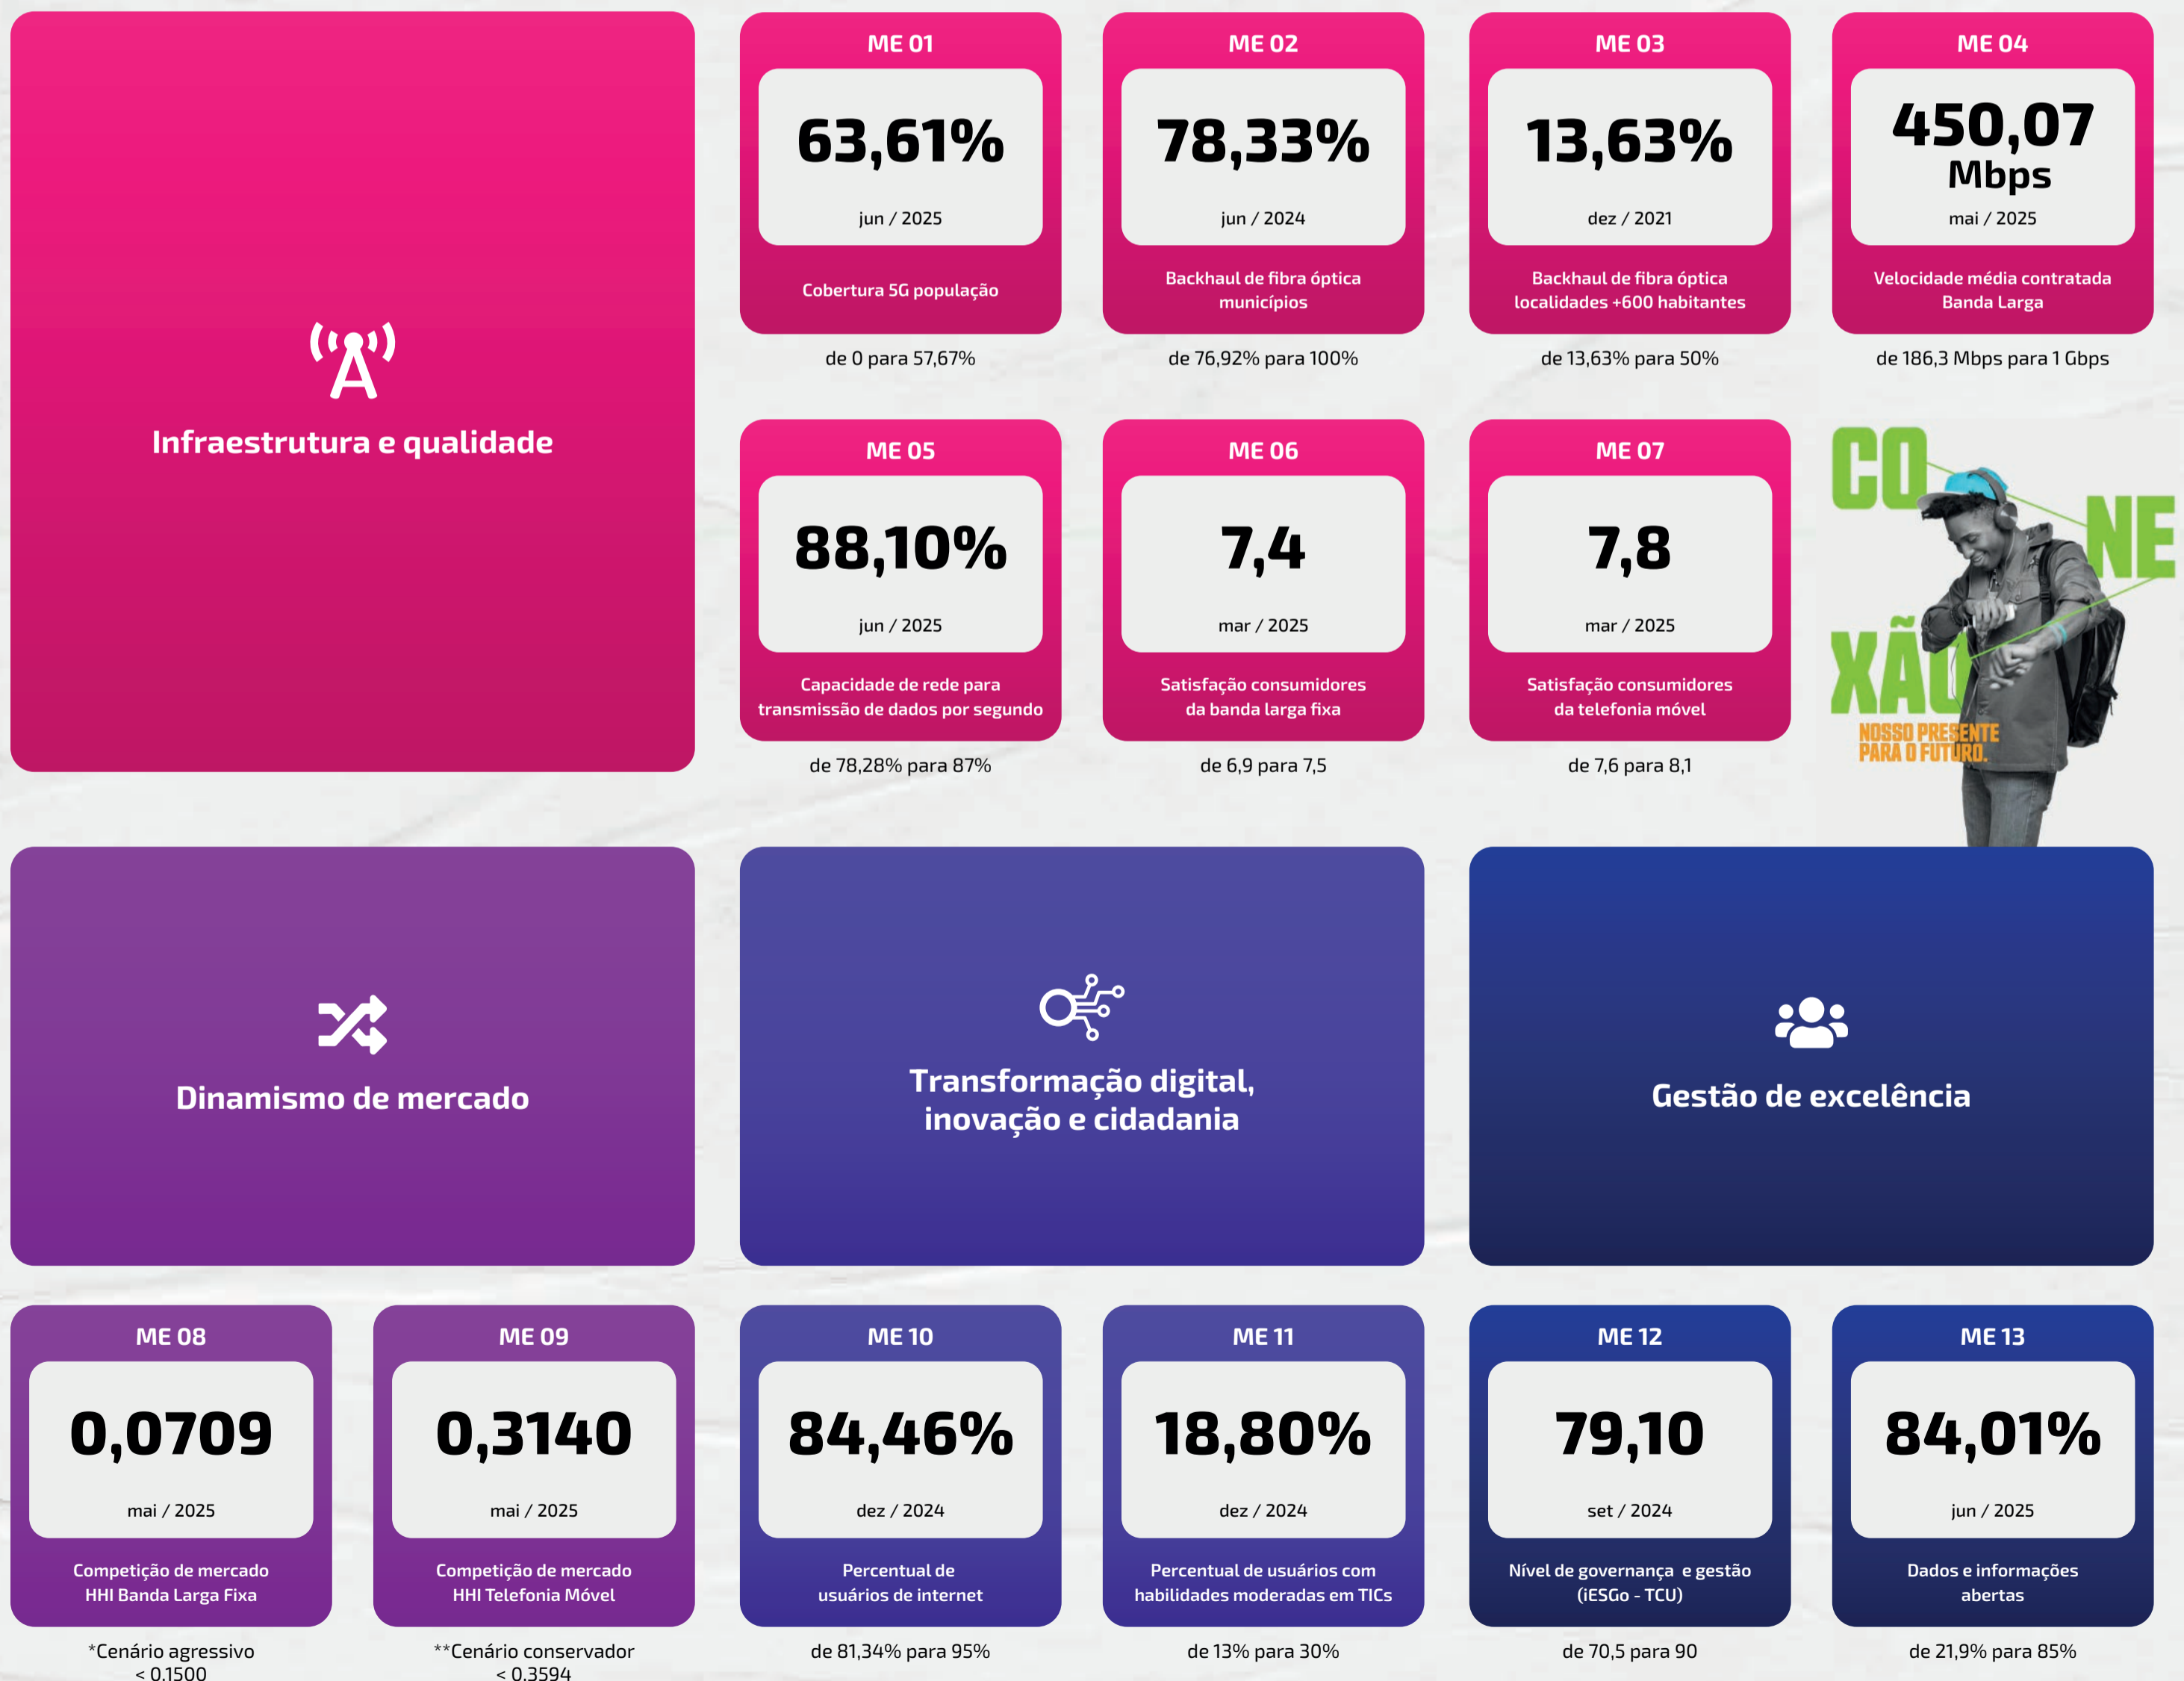 Infraestrutura e qualidade
ME 01
63,61%
jun / 2025
Cobertura 5G população
de 0 para 57,67%
ME 02
78,33%
jun / 2024
Backhaul de fibra óptica
municípios
de 76,92% para 100%
ME 03
13,63%
dez / 2021
Backhaul de fibra óptica
localidades +600 habitantes
de 13,63% para 50%
ME 04
450,07
Mbps
mai / 2025
Velocidade média contratada
Banda Larga
de 186,3 Mbps para 1 Gbps
ME 05
88,10%
jun / 2025
Capacidade de rede para
transmissão de dados por segundo
de 78,28% para 87%
ME 06
7,4
mar / 2025
Satisfação consumidores
da banda larga fixa
de 6,9 para 7,5
ME 07
7,8
mar / 2025
Satisfação consumidores
da telefonia móvel
de 7,6 para 8,1
CO
NE
XÃO
NOSSO PRESENTE
PARA O FUTURO.
Dinamismo de mercado
Transformação digital,
inovação e cidadania
Gestão de excelência
ME 08
0,0709
mai / 2025
Competição de mercado
HHI Banda Larga Fixa
*Cenário agressivo
< 0,1500
ME 09
0,3140
mai / 2025
Competição de mercado
HHI Telefonia Móvel
**Cenário conservador
< 0,3594
ME 10
84,46%
dez / 2024
Percentual de
usuários de internet
de 81,34% para 95%
ME 11
18,80%
dez / 2024
Percentual de usuários com
habilidades moderadas em TICs
de 13% para 30%
ME 12
79,10
set / 2024
Nível de governança e gestão
(iESGo - TCU)
de 70,5 para 90
ME 13
84,01%
jun / 2025
Dados e informações
abertas
de 21,9% para 85%